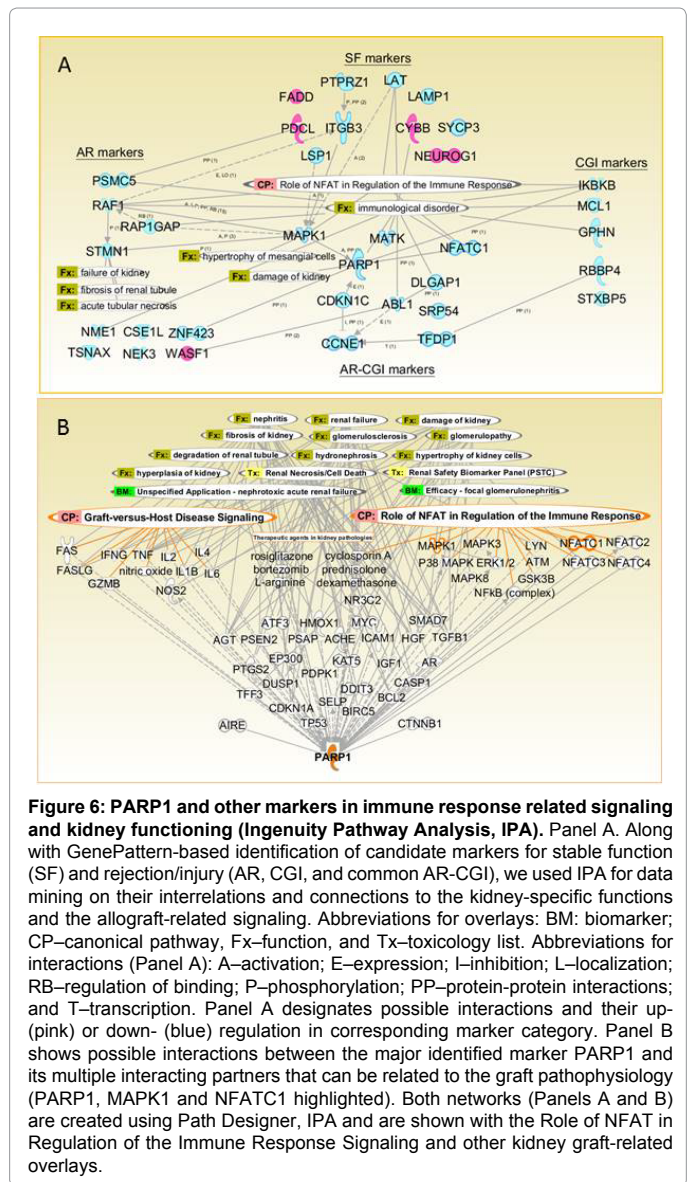 A
SF markers
PTPRZ1 LAT
FADD LAMP1
P, PP (2)
PDCL ITGB3 CYBB SYCP3
LSP1 A (2) NEUROG1
AR markers
PP (1) E, LO (1)
CGI markers
PSMC5 CP: Role of NFAT in Regulation of the Immune Response IKBKB
RAF1 Fx: immunological disorder MCL1
RB (1)
RAP1GAP PP (1) GPHN
A, P (3)
STMN1 MAPK1 MATK NFATC1
P (1)
Fx: hypertrophy of mesangial cells
Fx: failure of kidney PARP1 RBBP4
Fx: damage of kidney
Fx: fibrosis of renal tubule DLGAP1
Fx: acute tubular necrosis CDKN1C ABL1 SRP54 STXBP5
NME1 CSE1L ZNF423
TSNAX NEK3 WASF1 PP (2) CCNE1 T (1) TFDP1
AR-CGI markers
B
Fx: nephritis Fx: renal failure Fx: damage of kidney
Fx: fibrosis of kidney Fx: glomerulosclerosis Fx: glomerulopathy
Fx: degradation of renal tubule Fx: hydronephrosis Fx: hypertrophy of kidney cells
Fx: hyperplasia of kidney Tx: Renal Necrosis/Cell Death Tx: Renal Safety Biomarker Panel (PSTC)
BM: Unspecified Application - nephrotoxic acute renal failure BM: Efficacy - focal glomerulonephritis
CP: Graft-versus-Host Disease Signaling CP: Role of NFAT in Regulation of the Immune Response
Therapeutic agents in kidney pathologies
FAS IFNG TNF IL2 IL4 rosiglitazone cyclosporin A MAPK1 MAPK3 LYN NFATC1 NFATC2
FASLG nitric oxide IL1B IL6 bortezomib prednisolone P38 MAPK ERK1/2 ATM NFATC3 NFATC4
GZMB NOS2 L-arginine dexamethasone MAPK8 GSK3B
NR3C2 NFkB (complex)
ATF3 HMOX1 MYC SMAD7
AGT PSEN2 PSAP ACHE ICAM1 HGF TGFB1
PTGS2 EP300 KAT5 IGF1 AR
PDPK1
DUSP1 DDIT3 CASP1
TFF3 SELP BCL2
CDKN1A BIRC5
AIRE TP53 CTNNB1
PARP1
Figure 6: PARP1 and other markers in immune response related signaling
and kidney functioning (Ingenuity Pathway Analysis, IPA). Panel A. Along
with GenePattern-based identification of candidate markers for stable function
(SF) and rejection/injury (AR, CGI, and common AR-CGI), we used IPA for data
mining on their interrelations and connections to the kidney-specific functions
and the allograft-related signaling. Abbreviations for overlays: BM: biomarker;
CP–canonical pathway, Fx–function, and Tx–toxicology list. Abbreviations for
interactions (Panel A): A–activation; E–expression; I–inhibition; L–localization;
RB–regulation of binding; P–phosphorylation; PP–protein-protein interactions;
and T–transcription. Panel A designates possible interactions and their up-
(pink) or down- (blue) regulation in corresponding marker category. Panel B
shows possible interactions between the major identified marker PARP1 and
its multiple interacting partners that can be related to the graft pathophysiology
(PARP1, MAPK1 and NFATC1 highlighted). Both networks (Panels A and B)
are created using Path Designer, IPA and are shown with the Role of NFAT in
Regulation of the Immune Response Signaling and other kidney graft-related
overlays.